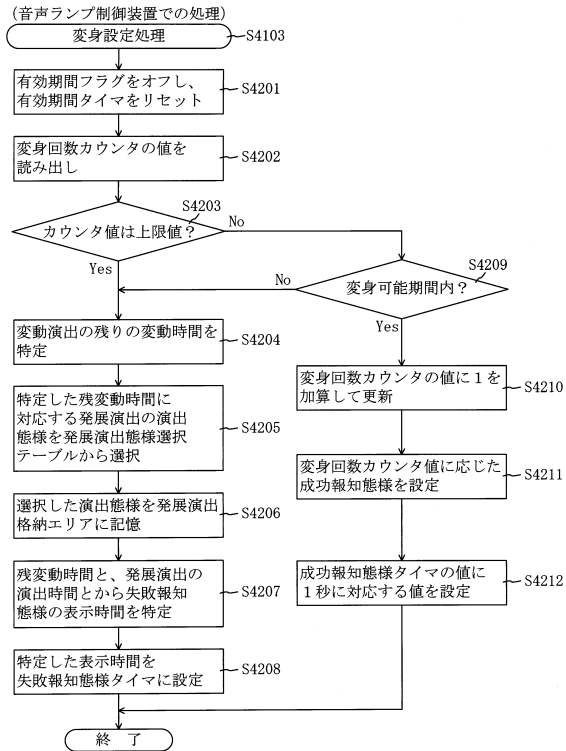 (音声ランプ制御装置での処理)
変身設定処理
S4103
有効期間フラグをオフし、
有効期間タイマをリセット
S4201
変身回数カウンタの値を
読み出し
S4202
S4203
カウンタ値は上限値?
No
Yes
S4209
変身可能期間内?
No
Yes
変動演出の残りの変動時間を
特定
S4204
特定した残変動時間に
対応する発展演出の演出
態様を発展演出態様選択
テーブルから選択
S4205
選択した演出態様を発展演出
格納エリアに記憶
S4206
残変動時間と、発展演出の
演出時間とから失敗報知
態様の表示時間を特定
S4207
特定した表示時間を
失敗報知態様タイマに設定
S4208
変身回数カウンタの値に1を
加算して更新
S4210
変身回数カウンタ値に応じた
成功報知態様を設定
S4211
成功報知態様タイマの値に
1秒に対応する値を設定
S4212
終 了